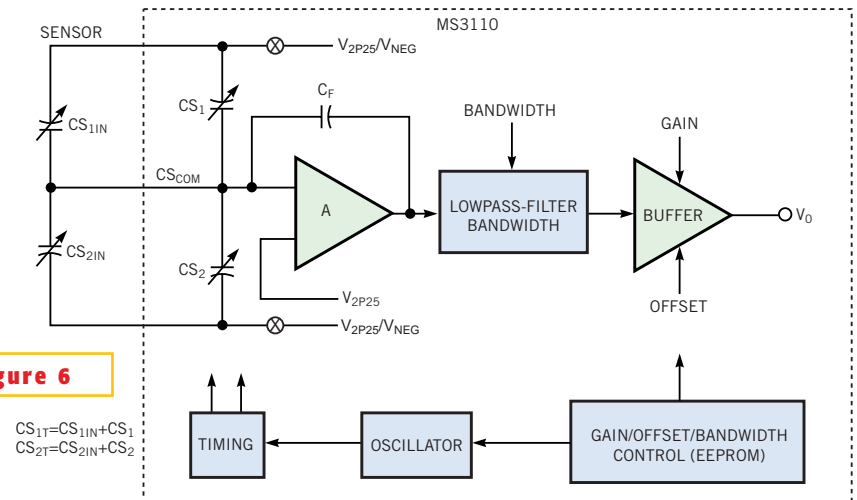 SENSOR
MS3110
V2P25/VNEG
CS1IN
CS1
CF
BANDWIDTH
GAIN
CSCOM
A
LOWPASS-FILTER
BANDWIDTH
BUFFER
VO
CS2IN
CS2
V2P25
OFFSET
V2P25/VNEG
gure 6
CS1T=CS1IN+CS1
CS2T=CS2IN+CS2
TIMING
OSCILLATOR
GAIN/OFFSET/BANDWIDTH
CONTROL (EEPROM)